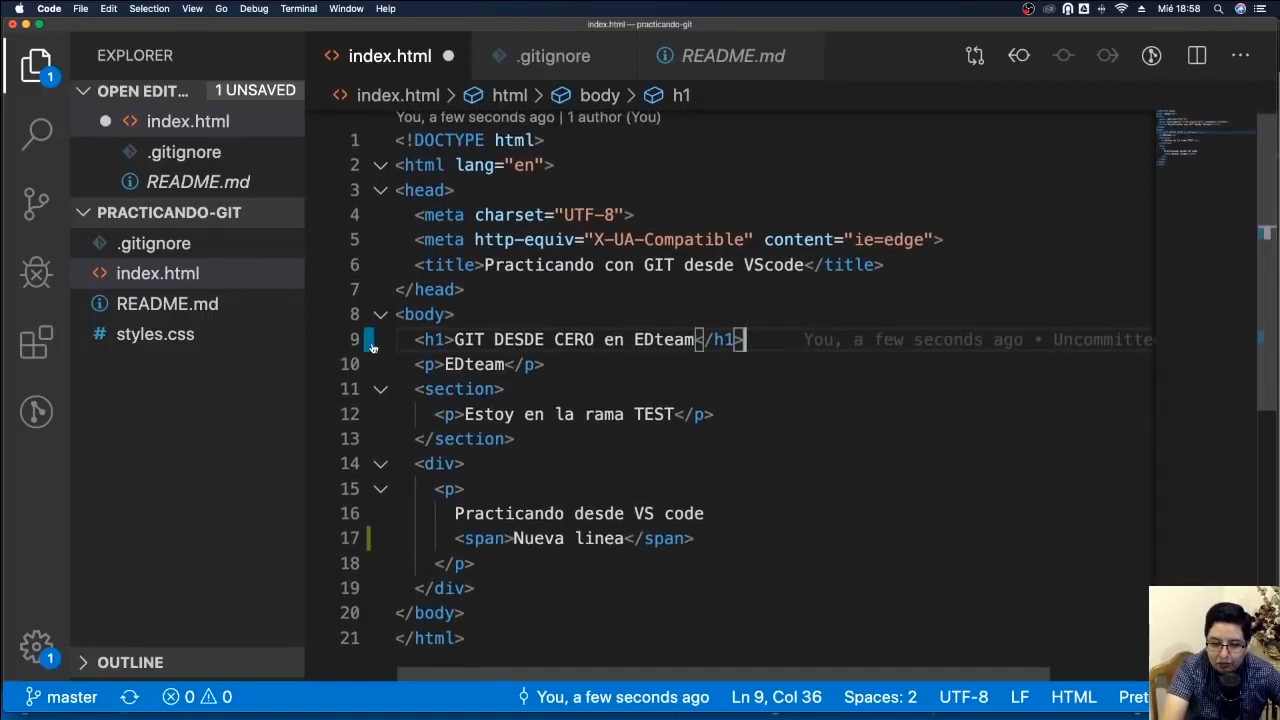 Code File Edit Selection View Go Debug Terminal Window Help Mié 18:58
index.html — practicando-git
EXPLORER
OPEN EDIT... 1 UNSAVED
index.html
.gitignore
README.md
PRACTICANDO-GIT
.gitignore
index.html
README.md
styles.css
OUTLINE
1
1
index.html .gitignore README.md
index.html > html > body > h1
You, a few seconds ago | 1 author (You)
1 <!DOCTYPE html>
2 <html lang="en">
3 <head>
4 <meta charset="UTF-8">
5 <meta http-equiv="X-UA-Compatible" content="ie=edge">
6 <title>Practicando con GIT desde VScode</title>
7 </head>
8 <body>
9 <h1>GIT DESDE CERO en EDteam</h1> You, a few seconds ago • Uncommitte
10 <p>EDteam</p>
11 <section>
12 <p>Estoy en la rama TEST</p>
13 </section>
14 <div>
15 <p>
16 Practicando desde VS code
17 <span>Nueva linea</span>
18 </p>
19 </div>
20 </body>
21 </html>
master 0 0 You, a few seconds ago Ln 9, Col 36 Spaces: 2 UTF-8 LF HTML Pret